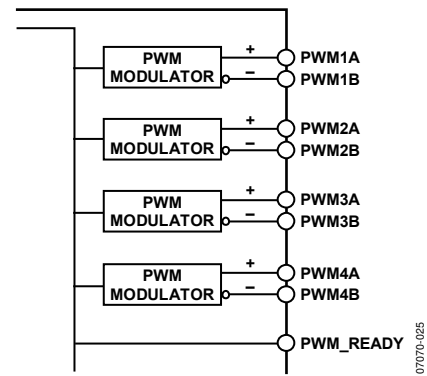 PWM
MODULATOR
+
PWM1A
−
PWM1B
PWM
MODULATOR
+
PWM2A
−
PWM2B
PWM
MODULATOR
+
PWM3A
−
PWM3B
PWM
MODULATOR
+
PWM4A
−
PWM4B
PWM_READY
07070-025